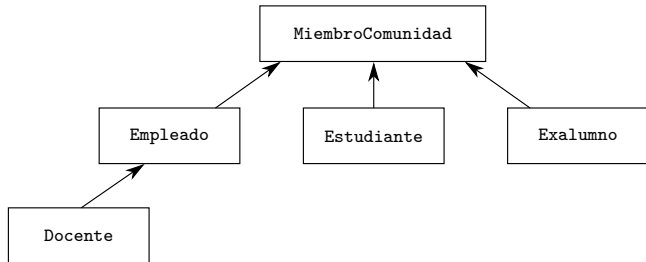 MiembroComunidad
Empleado
Estudiante
Exalumno
Docente